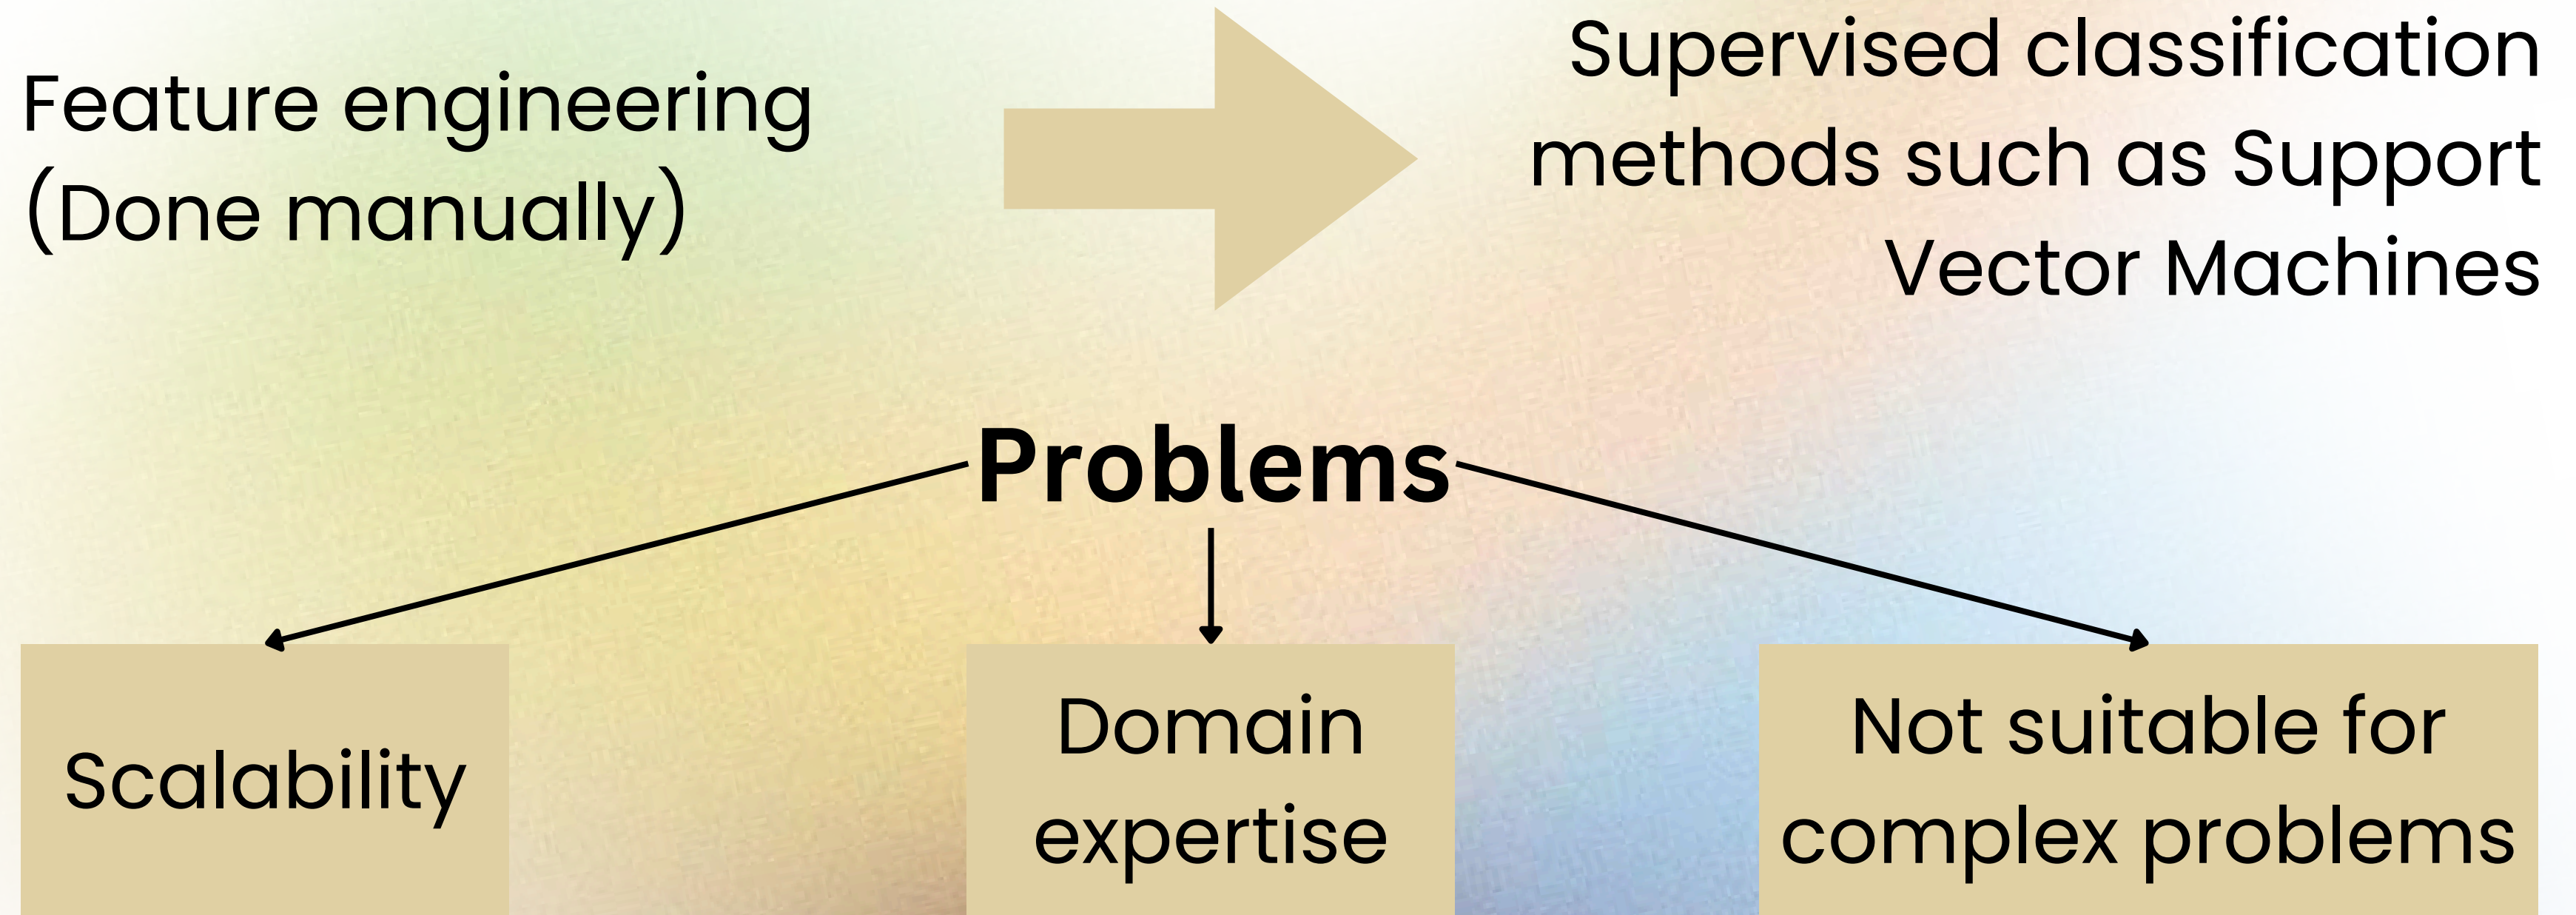 Feature engineering
(Done manually)
Supervised classification
methods such as Support
Vector Machines
Problems
Scalability
Domain
expertise
Not suitable for
complex problems